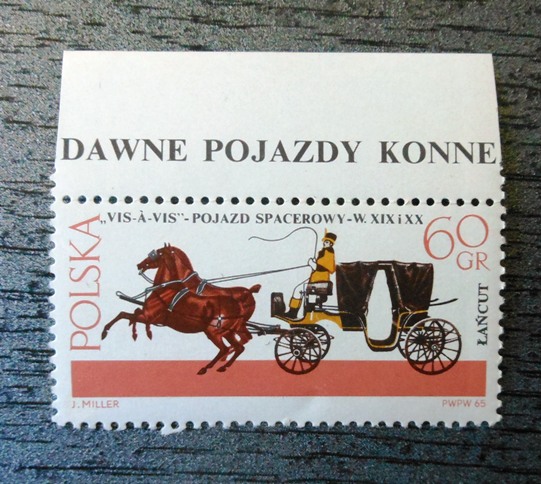 DAWNE POJAZDY KONNE
„VIS-À-VIS"-POJAZD SPACEROWY-W. XIX i XX
60
GR
POLSKA
ŁAŃCUT
J. MILLER
PWPW 65